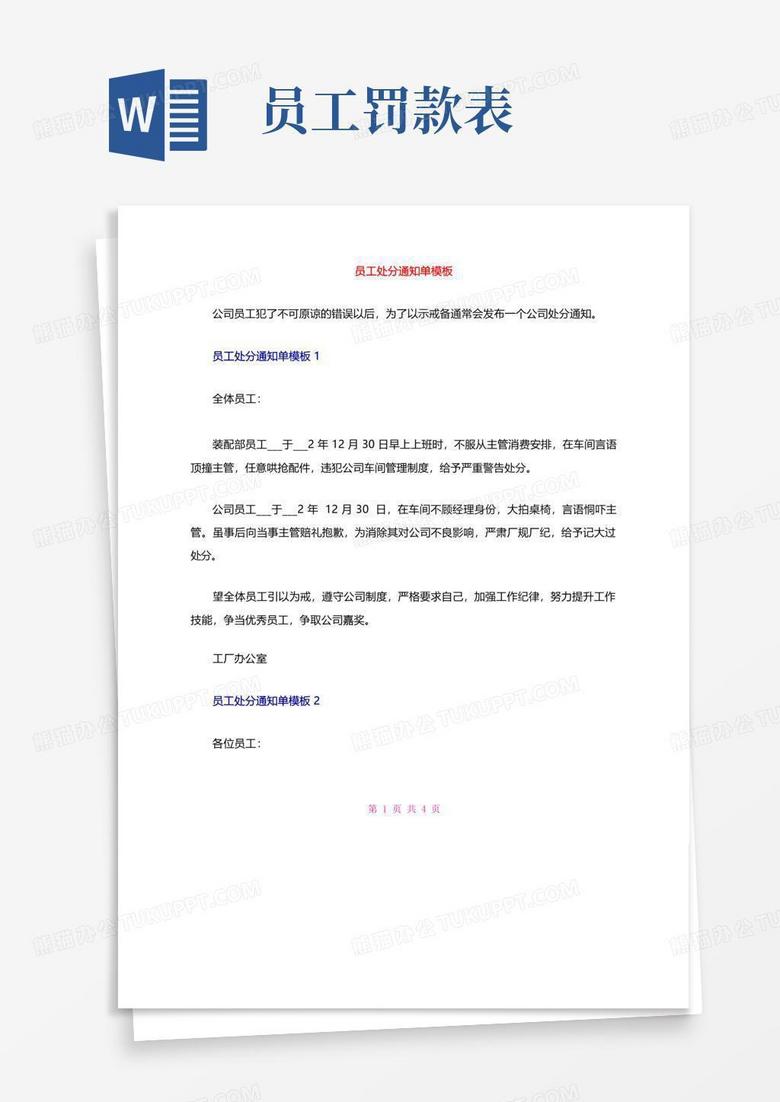 W
员工罚款表
员工处分通知单模板
公司员工犯了不可原谅的错误以后，为了以示戒备通常会发布一个公司处分通知。
员工处分通知单模板 1
全体员工：
装配部员工___于___2 年 12 月 30 日早上上班时，不服从主管消费安排，在车间言语
顶撞主管，任意哄抢配件，违犯公司车间管理制度，给予严重警告处分。
公司员工___于___2 年 12 月 30 日，在车间不顾经理身份，大拍桌椅，言语恫吓主
管。虽事后向当事主管赔礼抱歉，为消除其对公司不良影响，严肃厂规厂纪，给予记大过
处分。
望全体员工引以为戒，遵守公司制度，严格要求自己，加强工作纪律，努力提升工作
技能，争当优秀员工，争取公司嘉奖。
工厂办公室
员工处分通知单模板 2
各位员工：
第 1 页 共 4 页
熊猫办公 TUKUPPT.COM